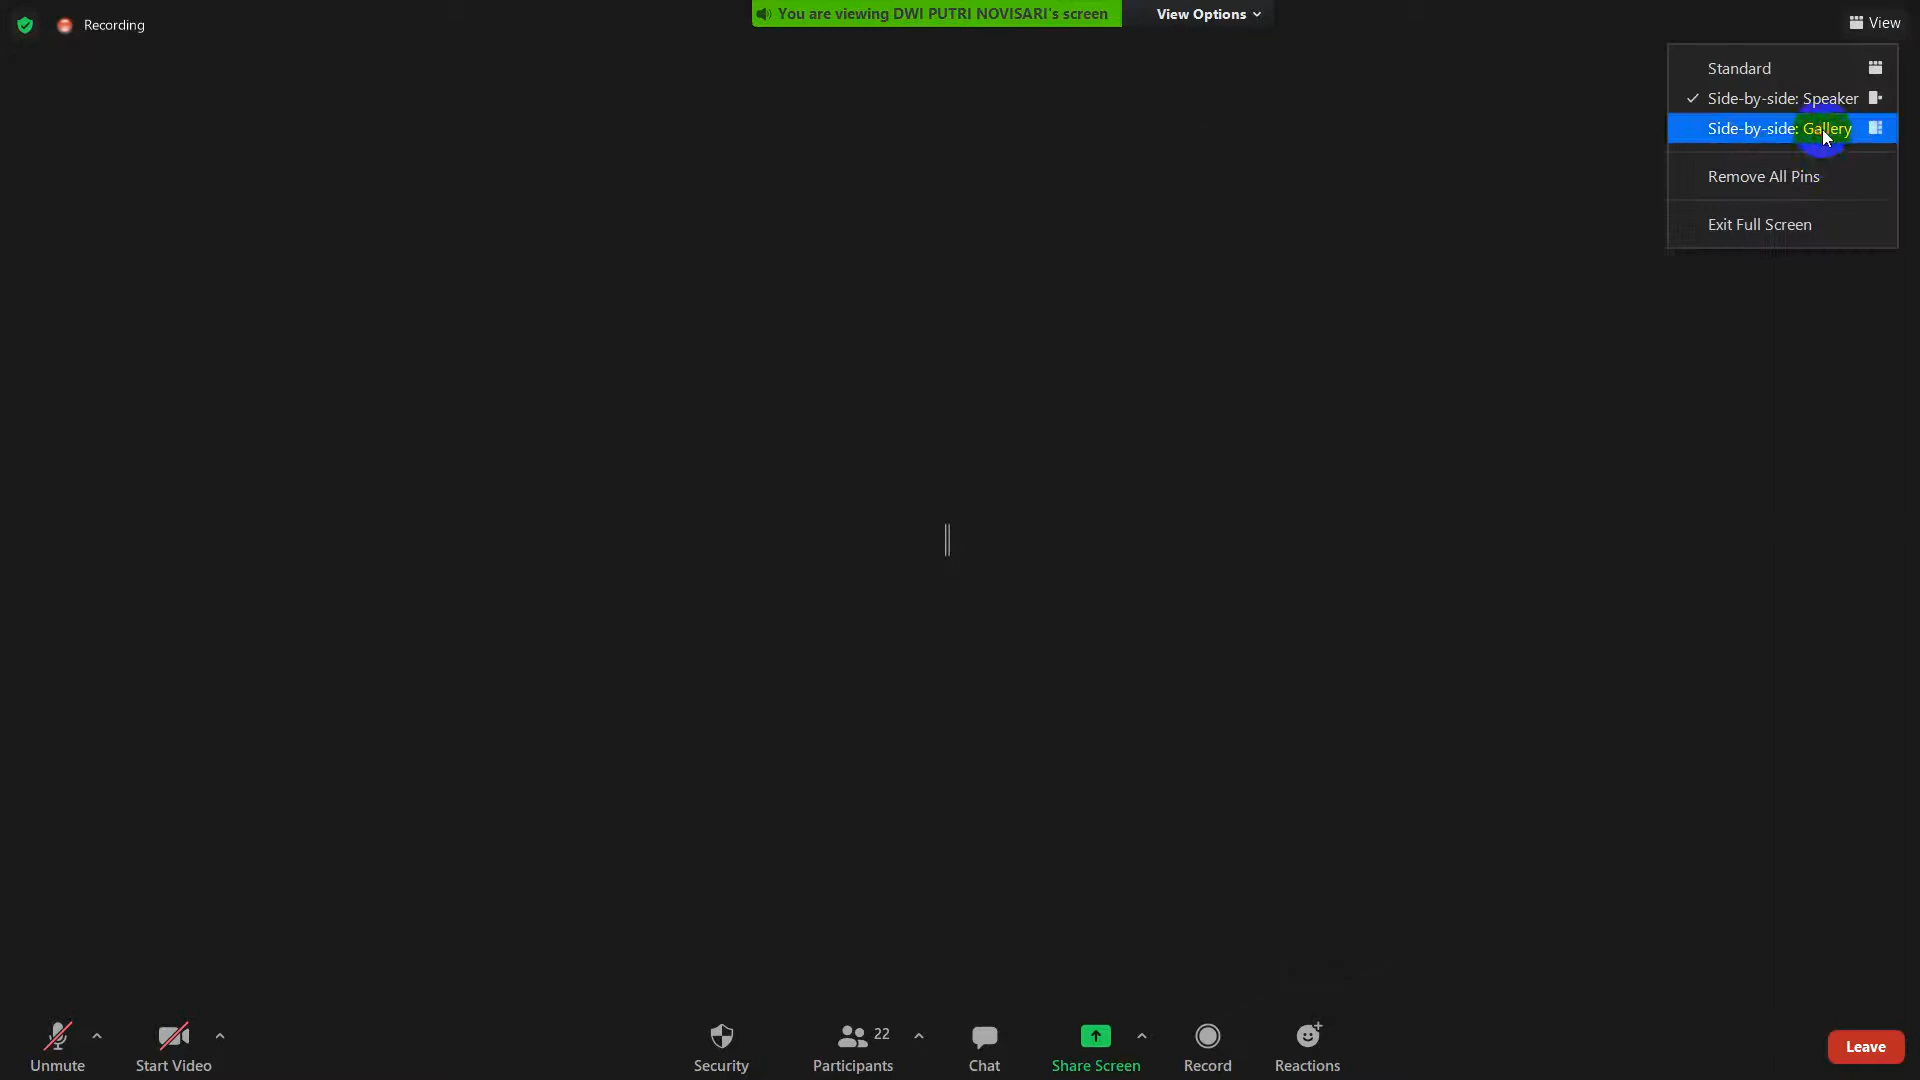 Recording
You are viewing DWI PUTRI NOVISARI's screen
View Options
View
Standard
Side-by-side: Speaker
Side-by-side: Gallery
Remove All Pins
Exit Full Screen
Unmute
Start Video
Security
Participants
22
Chat
Share Screen
Record
Reactions
Leave